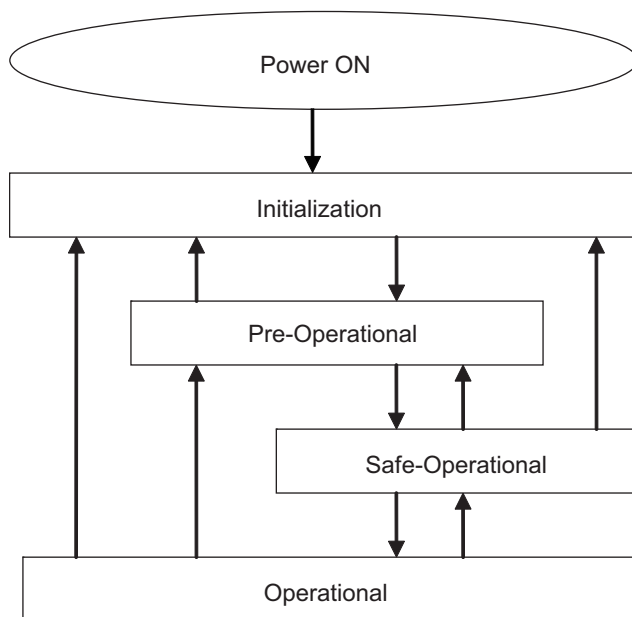 Power ON
Initialization
Pre-Operational
Safe-Operational
Operational